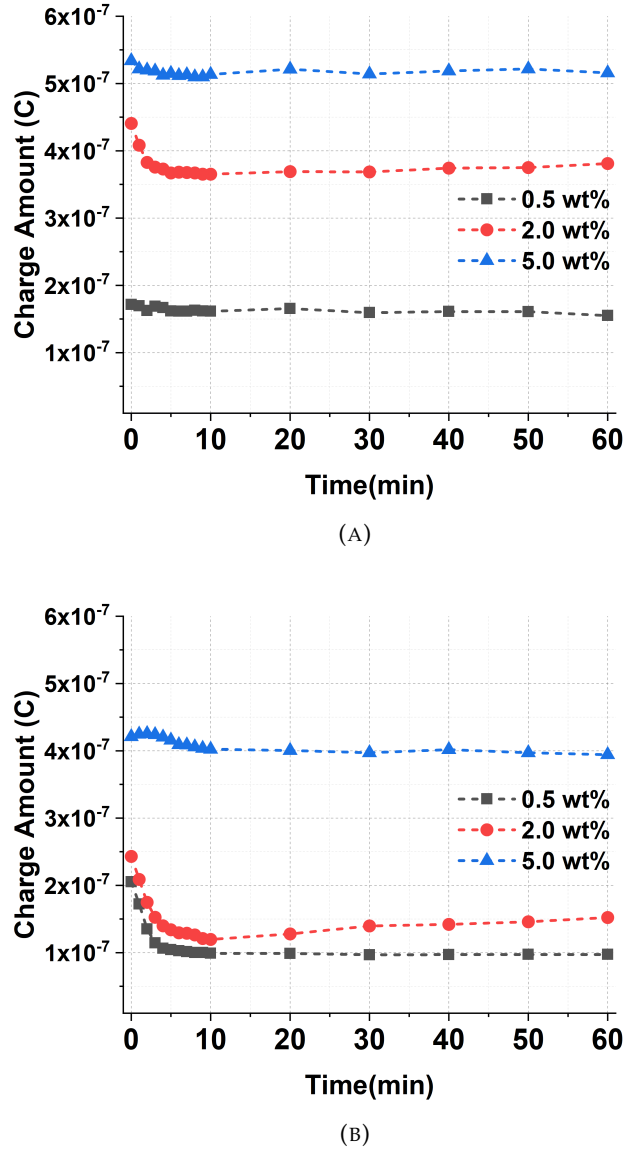 6x10-7
5x10-7
4x10-7
3x10-7
2x10-7
1x10-7
Charge Amount (C)
0.5 wt%
2.0 wt%
5.0 wt%
0 10 20 30 40 50 60
Time(min)
(A)
6x10-7
5x10-7
4x10-7
3x10-7
2x10-7
1x10-7
Charge Amount (C)
0.5 wt%
2.0 wt%
5.0 wt%
0 10 20 30 40 50 60
Time(min)
(B)